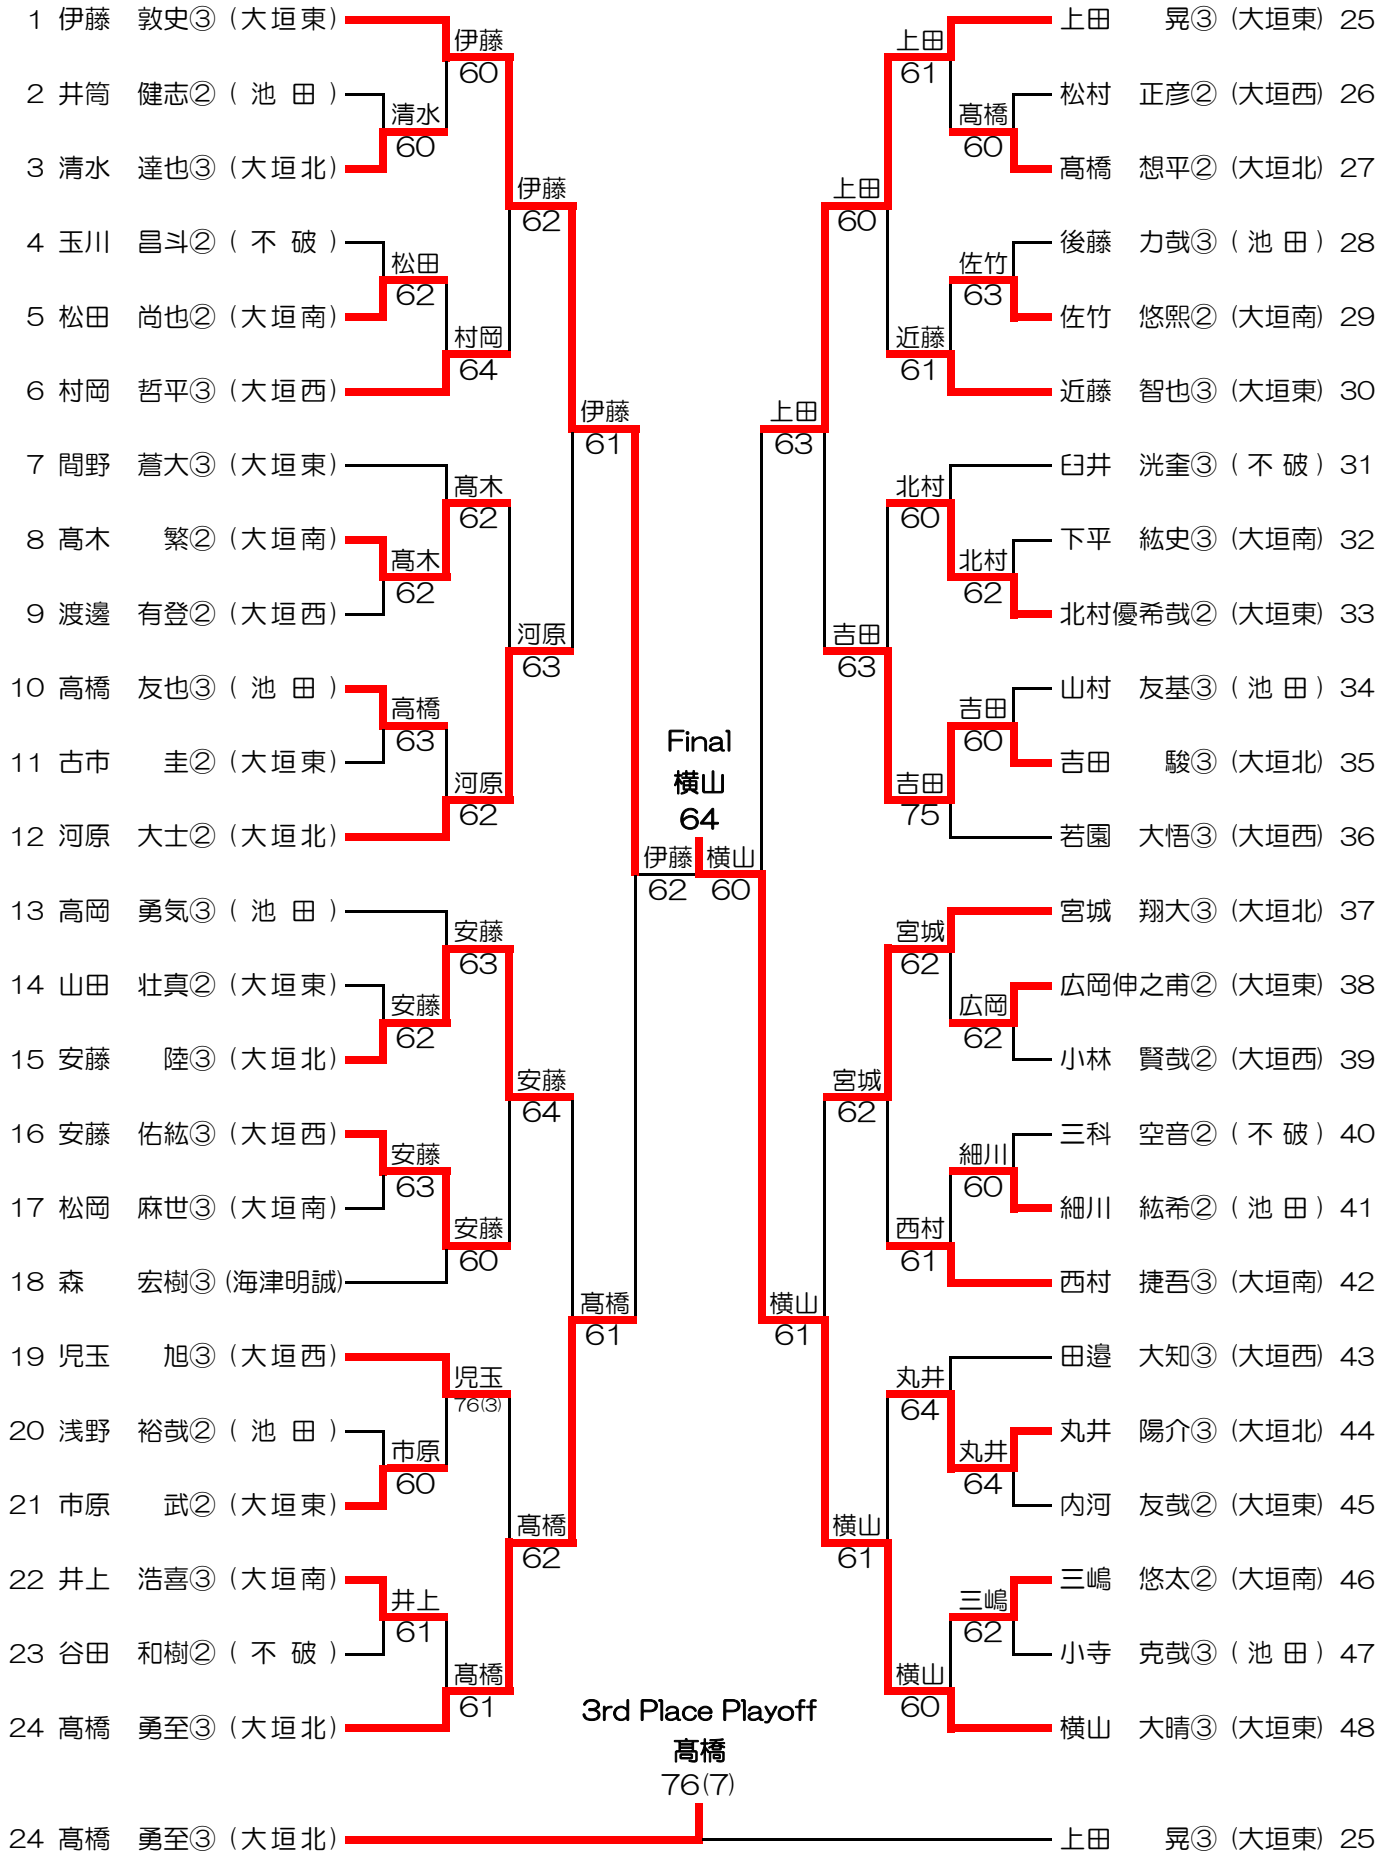 1 伊藤 敦史③ (大垣東)
2 井筒 健志② ( 池 田 )
3 清水 達也③ (大垣北)
4 玉川 昌斗② ( 不 破 )
5 松田 尚也② (大垣南)
6 村岡 哲平③ (大垣西)
7 間野 蒼大③ (大垣東)
8 髙木 繁② (大垣南)
9 渡邊 有登② (大垣西)
10 高橋 友也③ ( 池 田 )
11 古市 圭② (大垣東)
12 河原 大士② (大垣北)
13 高岡 勇気③ ( 池 田 )
14 山田 壮真② (大垣東)
15 安藤 陸③ (大垣北)
16 安藤 佑紘③ (大垣西)
17 松岡 麻世③ (大垣南)
18 森 宏樹③ (海津明誠)
19 児玉 旭③ (大垣西)
20 浅野 裕哉② ( 池 田 )
21 市原 武② (大垣東)
22 井上 浩喜③ (大垣南)
23 谷田 和樹② ( 不 破 )
24 髙橋 勇至③ (大垣北)
清水
60
松田
62
髙木
62
高橋
63
安藤
62
安藤
63
市原
60
井上
61
伊藤
60
村岡
64
髙木
62
河原
62
安藤
63
安藤
60
児玉
76(3)
髙橋
61
伊藤
62
河原
63
安藤
64
髙橋
62
伊藤
61
髙橋
61
伊藤
62
Final
横山
64
横山
60
上田
63
横山
61
上田
60
吉田
63
宮城
62
横山
61
上田
61
近藤
61
北村
60
吉田
75
宮城
62
西村
61
丸井
64
横山
60
髙橋
60
佐竹
63
北村
62
吉田
60
広岡
62
細川
60
丸井
64
三嶋
62
上田 晃③ (大垣東) 25
松村 正彦② (大垣西) 26
髙橋 想平② (大垣北) 27
後藤 力哉③ ( 池 田 ) 28
佐竹 悠熙② (大垣南) 29
近藤 智也③ (大垣東) 30
臼井 洸奎③ ( 不 破 ) 31
下平 紘史③ (大垣南) 32
北村優希哉② (大垣東) 33
山村 友基③ ( 池 田 ) 34
吉田 駿③ (大垣北) 35
若園 大悟③ (大垣西) 36
宮城 翔大③ (大垣北) 37
広岡伸之甫② (大垣東) 38
小林 賢哉② (大垣西) 39
三科 空音② ( 不 破 ) 40
細川 紘希② ( 池 田 ) 41
西村 捷吾③ (大垣南) 42
田邉 大知③ (大垣西) 43
丸井 陽介③ (大垣北) 44
内河 友哉② (大垣東) 45
三嶋 悠太② (大垣南) 46
小寺 克哉③ ( 池 田 ) 47
横山 大晴③ (大垣東) 48
3rd Place Playoff
髙橋
76(7)
24 髙橋 勇至③ (大垣北)
上田 晃③ (大垣東) 25